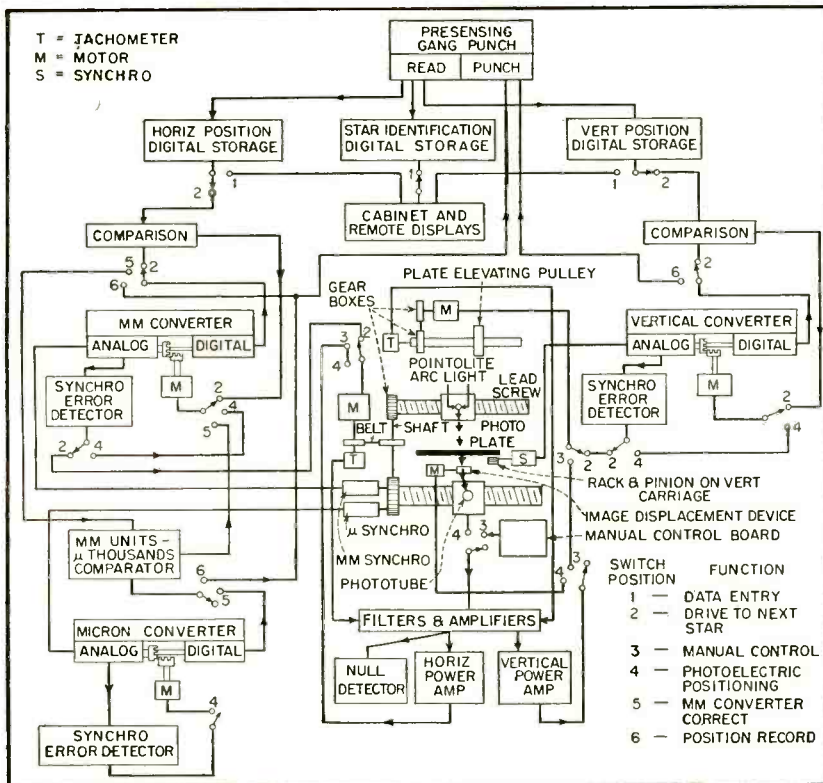 T = TACHOMETER
M = MOTOR
S = SYNCHRO
PRESENSING
GANG PUNCH
READ PUNCH
HORIZ POSITION
DIGITAL STORAGE
STAR IDENTIFICATION
DIGITAL STORAGE
VERT POSITION
DIGITAL STORAGE
1
2
1
1
2
CABINET AND
REMOTE DISPLAYS
COMPARISON
COMPARISON
5
2
6
6
2
PLATE ELEVATING PULLEY
GEAR
BOXES
M
T
MM CONVERTER
ANALOG DIGITAL
M
SYNCHRO
ERROR
DETECTOR
2
4
5
2
4
3
2
4
M
BELT
SHAFT
T
POINTOLITE
ARC LIGHT
LEAD
SCREW
PHOTO
PLATE
M
S
VERTICAL CONVERTER
ANALOG DIGITAL
M
SYNCHRO
ERROR
DETECTOR
2
4
3
2
2
4
RACK & PINION ON VERT
CARRIAGE
IMAGE DISPLACEMENT DEVICE
MANUAL CONTROL BOARD
μ SYNCHRO
MM SYNCHRO
PHOTOTUBE
4
3
4
3
MM UNITS-
μ THOUSANDS
COMPARATOR
6
5
MICRON CONVERTER
ANALOG DIGITAL
M
4
SYNCHRO
ERROR DETECTOR
FILTERS & AMPLIFIERS
NULL
DETECTOR
HORIZ
POWER
AMP
VERTICAL
POWER
AMP
SWITCH
POSITION
FUNCTION
1 — DATA ENTRY
2 — DRIVE TO NEXT
STAR
3 — MANUAL CONTROL
4 — PHOTOELECTRIC
POSITIONING
5 — MM CONVERTER
CORRECT
6 — POSITION RECORD